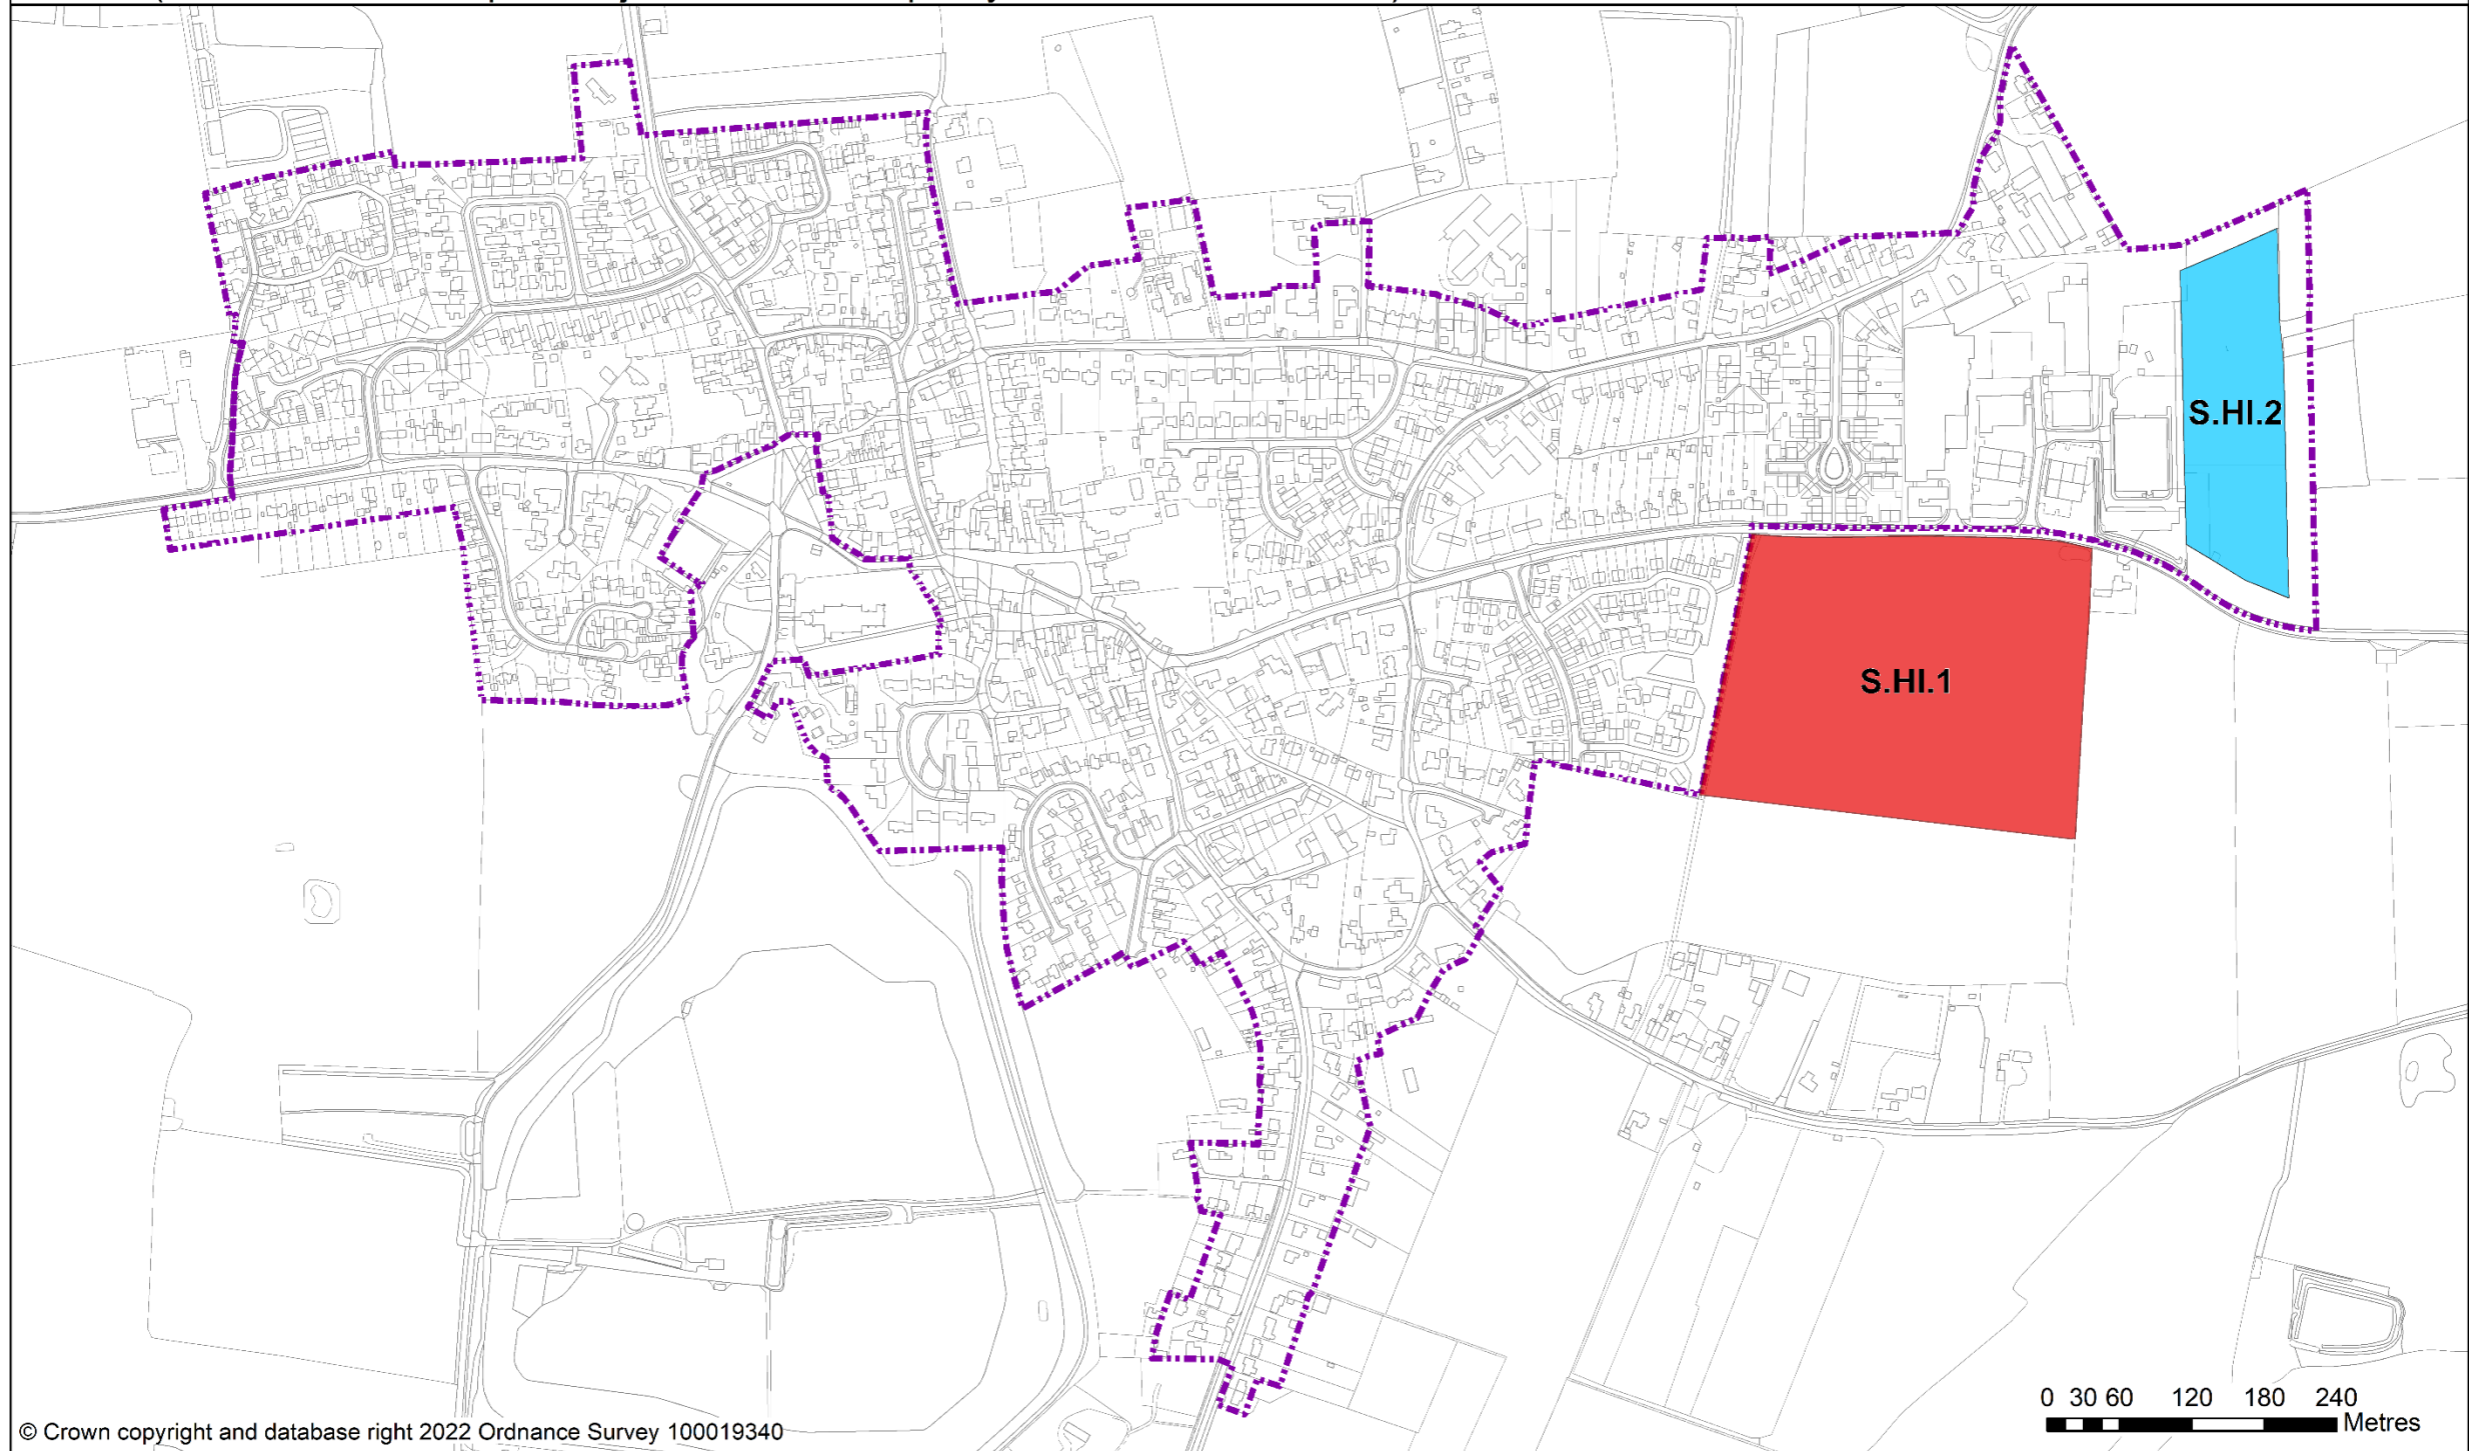 S.HI.2
S.HI.1
0 30 60 120 180 240
Metres
© Crown copyright and database right 2022 Ordnance Survey 100019340